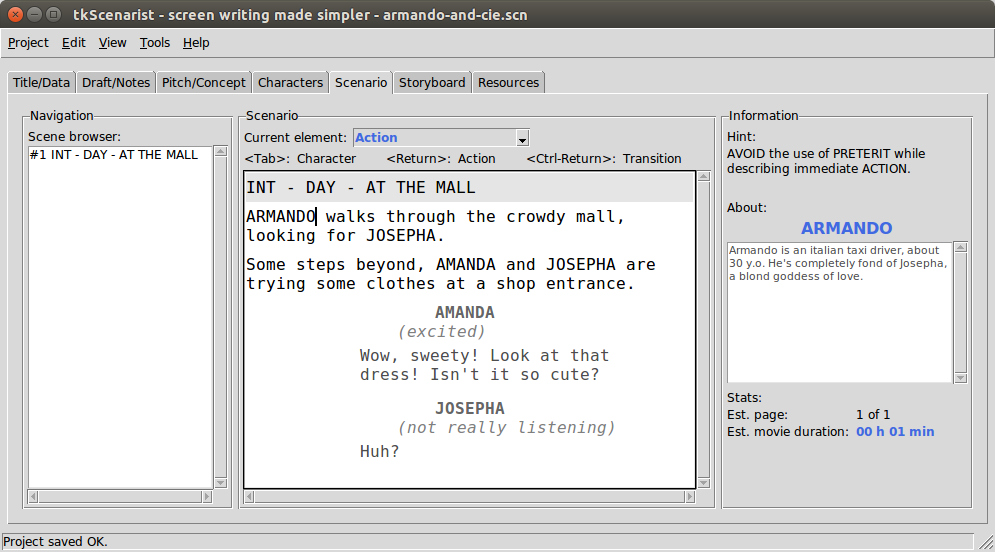 tkScenarist - screen writing made simpler - armando-and-cie.scn
Project Edit View Tools Help
Title/Data Draft/Notes Pitch/Concept Characters Scenario Storyboard Resources
Navigation
Scene browser:
#1 INT - DAY - AT THE MALL
Scenario
Current element: Action
<Tab>: Character <Return>: Action <Ctrl-Return>: Transition
INT - DAY - AT THE MALL
ARMANDO walks through the crowdy mall,
looking for JOSEPHA.
Some steps beyond, AMANDA and JOSEPHA are
trying some clothes at a shop entrance.
AMANDA
(excited)
Wow, sweety! Look at that
dress! Isn't it so cute?
JOSEPHA
(not really listening)
Huh?
Information
Hint:
AVOID the use of PRETERIT while
describing immediate ACTION.
About:
ARMANDO
Armando is an italian taxi driver, about
30 y.o. He's completely fond of Josepha,
a blond goddess of love.
Stats:
Est. page: 1 of 1
Est. movie duration: 00 h 01 min
Project saved OK.